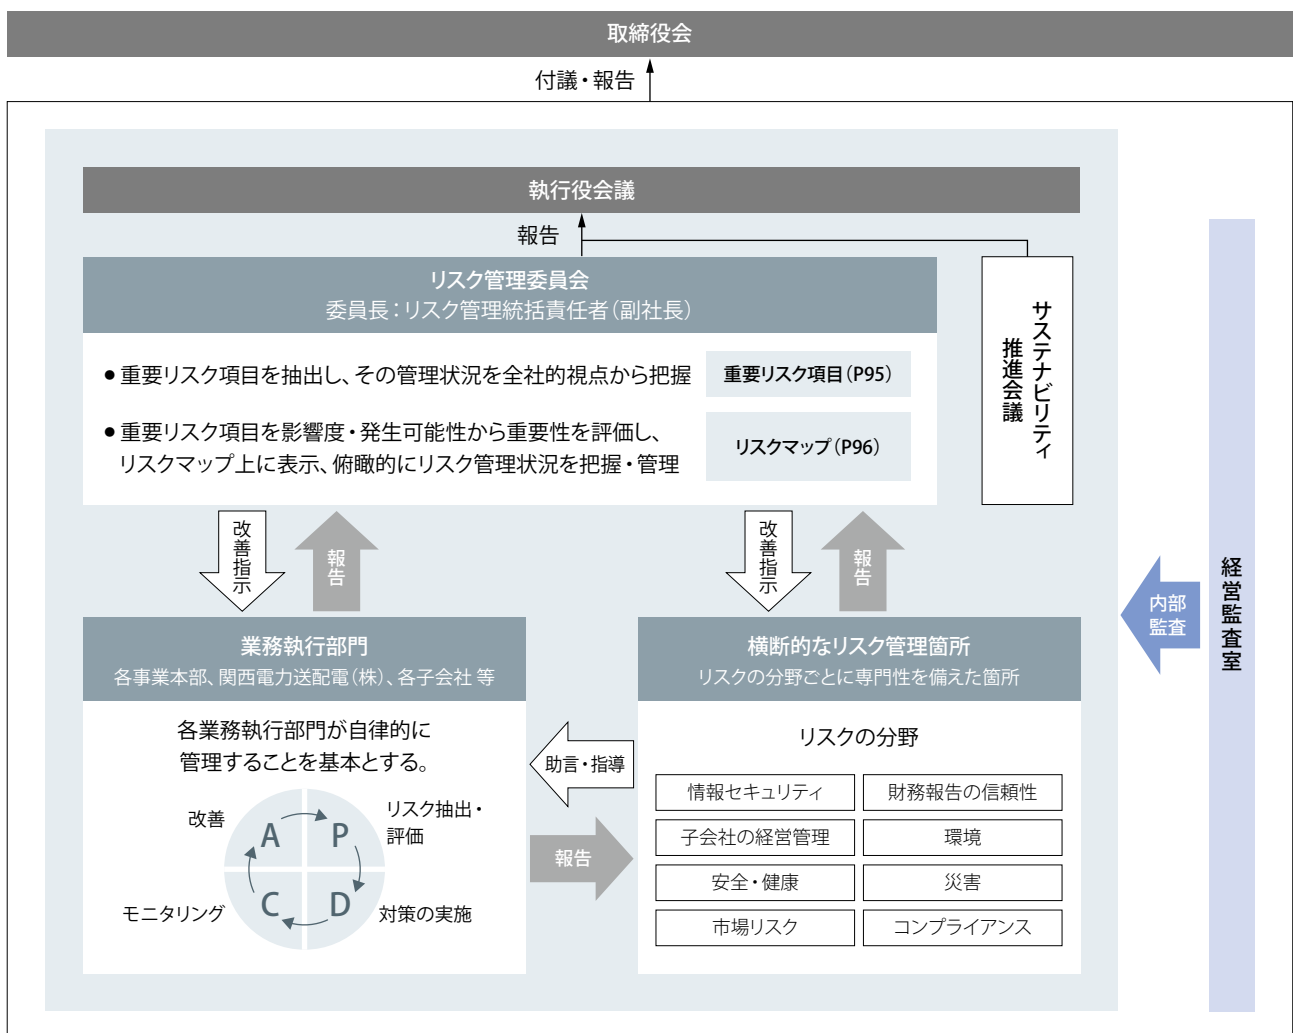 取締役会
付議・報告
執行役会議
報告
リスク管理委員会
委員長：リスク管理統括責任者（副社長）
●重要リスク項目を抽出し、その管理状況を全社的視点から把握
重要リスク項目（P95）
●重要リスク項目を影響度・発生可能性から重要性を評価し、
リスクマップ上に表示、俯瞰的にリスク管理状況を把握・管理
リスクマップ（P96）
サステナビリティ
推進会議
改善指示
報告
改善指示
報告
経営監査室
内部
監査
業務執行部門
各事業本部、関西電力送配電（株）、各子会社 等
各業務執行部門が自律的に
管理することを基本とする。
改善
A
P
リスク抽出・
評価
モニタリング
C
D
対策の実施
助言・指導
報告
横断的なリスク管理箇所
リスクの分野ごとに専門性を備えた箇所
リスクの分野
情報セキュリティ
財務報告の信頼性
子会社の経営管理
環境
安全・健康
災害
市場リスク
コンプライアンス